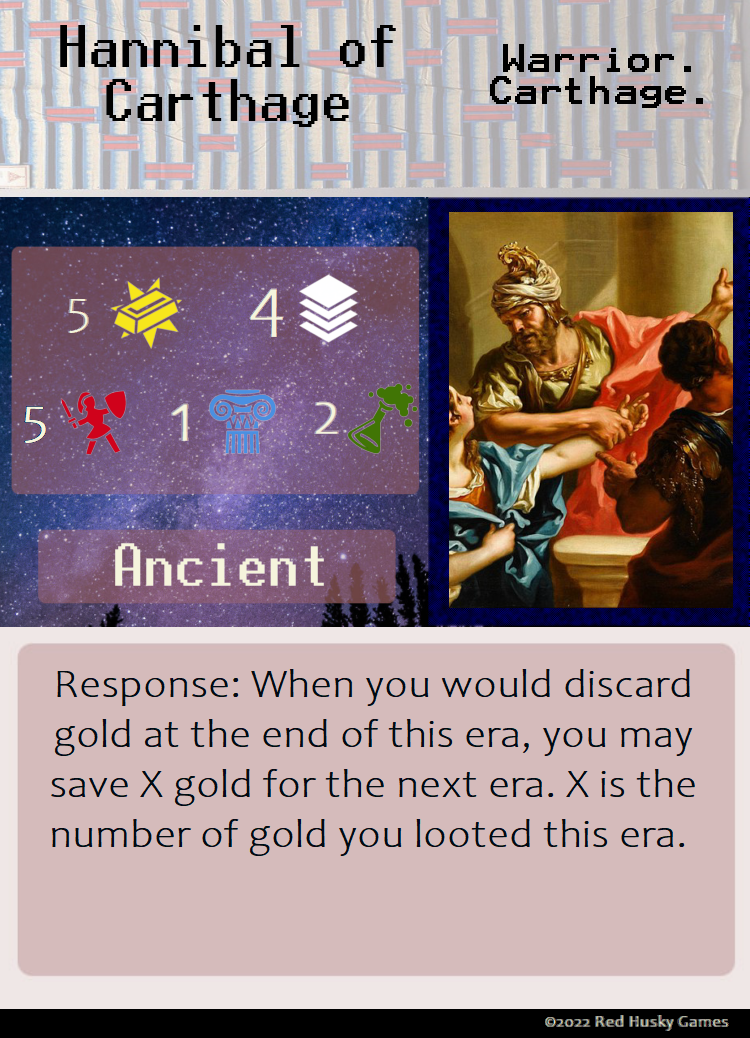 Hannibal of
Carthage
Warrior.
Carthage.
5
4
5
1
2
Ancient
Response: When you would discard
gold at the end of this era, you may
save X gold for the next era. X is the
number of gold you looted this era.
©2022 Red Husky Games